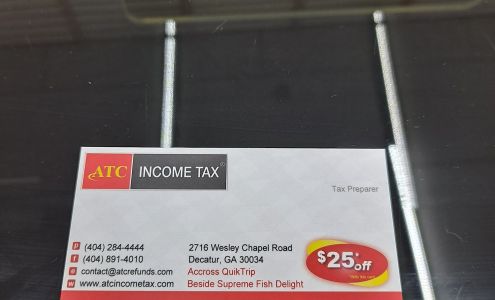 ATC INCOME TAX®
Tax Preparer
p (404) 284-4444
f (404) 891-4010
e contact@atcrefunds.com
w www.atcincometax.com
2716 Wesley Chapel Road
Decatur, GA 30034
Accross QuikTrip
Beside Supreme Fish Delight
$25* off